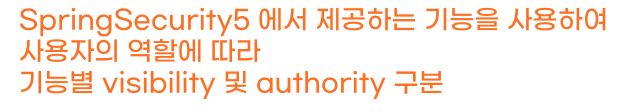 SpringSecurity5 에서 제공하는 기능을 사용하여
사용자의 역할에 따라
기능별 visibility 및 authority 구분